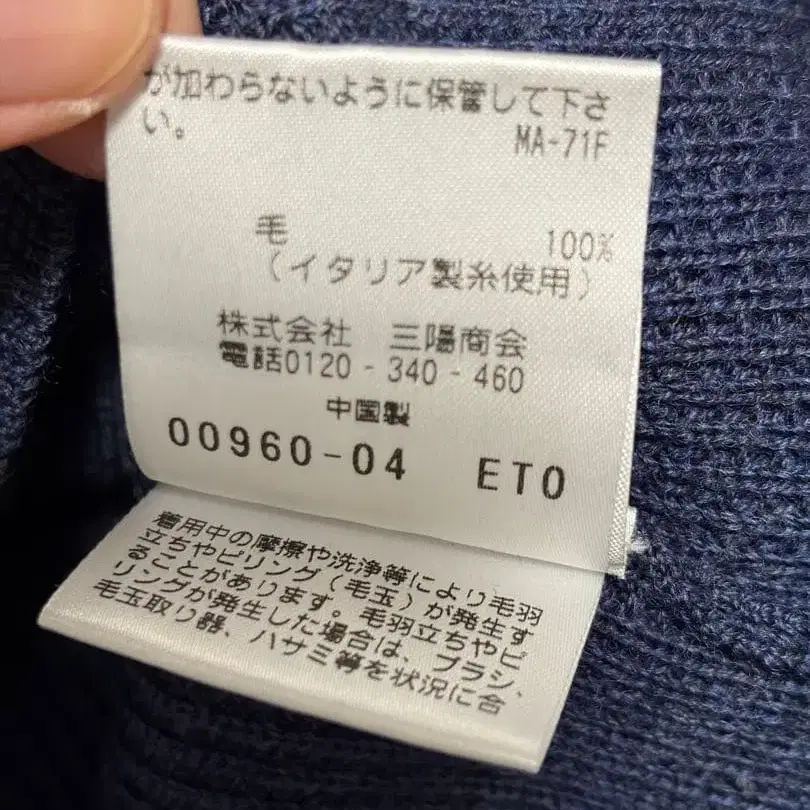 が加わらないように保管して下さ
い。
MA-71F
毛 100%
(イタリア製糸使用)
株式会社 三陽商会
電話0120-340-460
中国製
00960-04 ETO
着用中の摩擦や洗浄等により毛羽
立ちやピリング(毛玉)が発生す
ることがあります。毛羽立ちやピ
リングが発生した場合は、ブラシ、
毛玉取り器、ハサミ等を状況に合